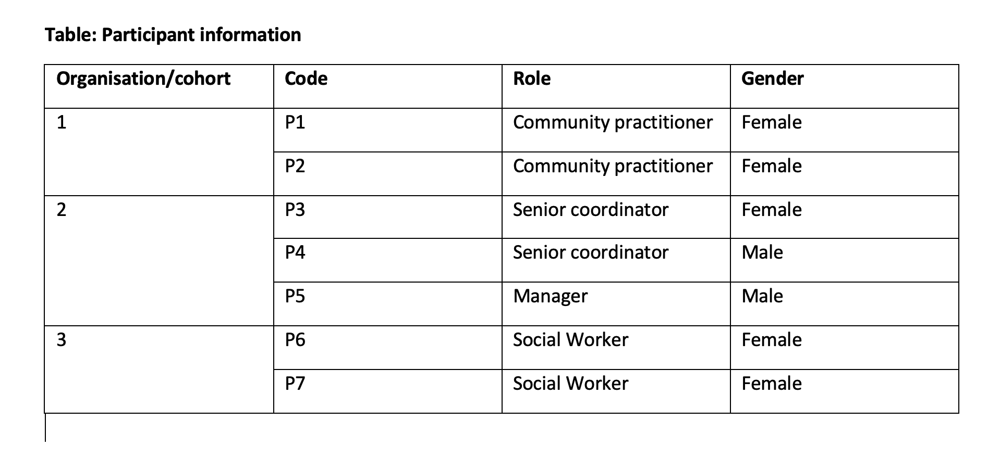 Table: Participant information
Organisation/cohort Code Role Gender
1 P1 Community practitioner Female
P2 Community practitioner Female
2 P3 Senior coordinator Female
P4 Senior coordinator Male
P5 Manager Male
3 P6 Social Worker Female
P7 Social Worker Female